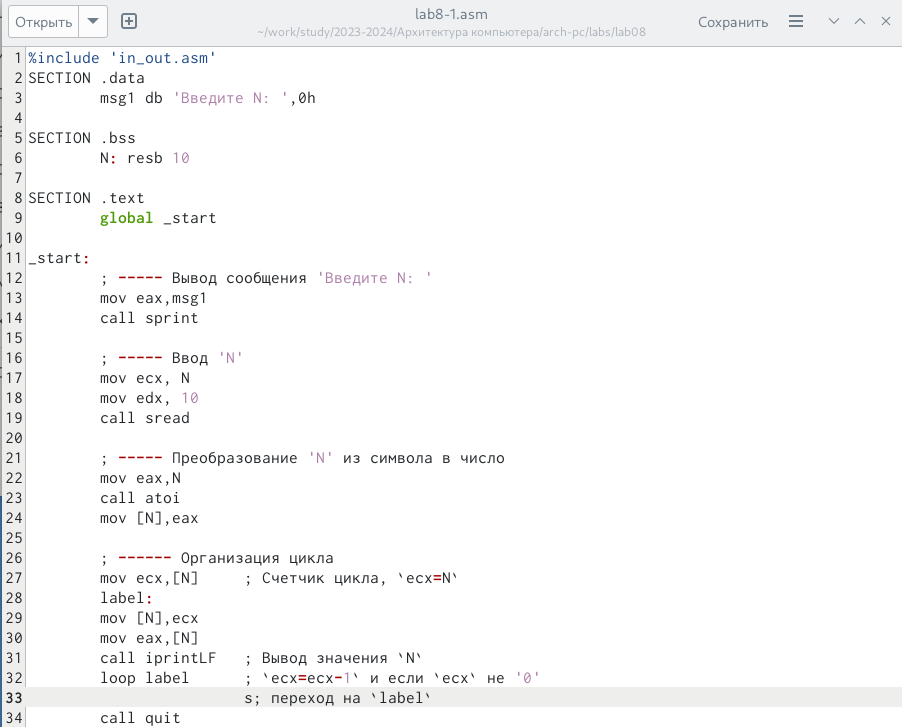 Открыть
lab8-1.asm
~/work/study/2023-2024/Архитектура компьютера/arch-pc/labs/lab08
Сохранить
1 %include 'in_out.asm'
2 SECTION .data
3 msg1 db 'Введите N: ',0h
4
5 SECTION .bss
6 N: resb 10
7
8 SECTION .text
9 global _start
10
11 _start:
12 ; ----- Вывод сообщения 'Введите N: '
13 mov eax,msg1
14 call sprint
15
16 ; ----- Ввод 'N'
17 mov ecx, N
18 mov edx, 10
19 call sread
20
21 ; ----- Преобразование 'N' из символа в число
22 mov eax,N
23 call atoi
24 mov [N],eax
25
26 ; ------ Организация цикла
27 mov ecx,[N] ; Счетчик цикла, `ecx=N`
28 label:
29 mov [N],ecx
30 mov eax,[N]
31 call iprintLF ; Вывод значения `N`
32 loop label ; `ecx=ecx-1` и если `ecx` не '0'
33 s; переход на `label`
34 call quit